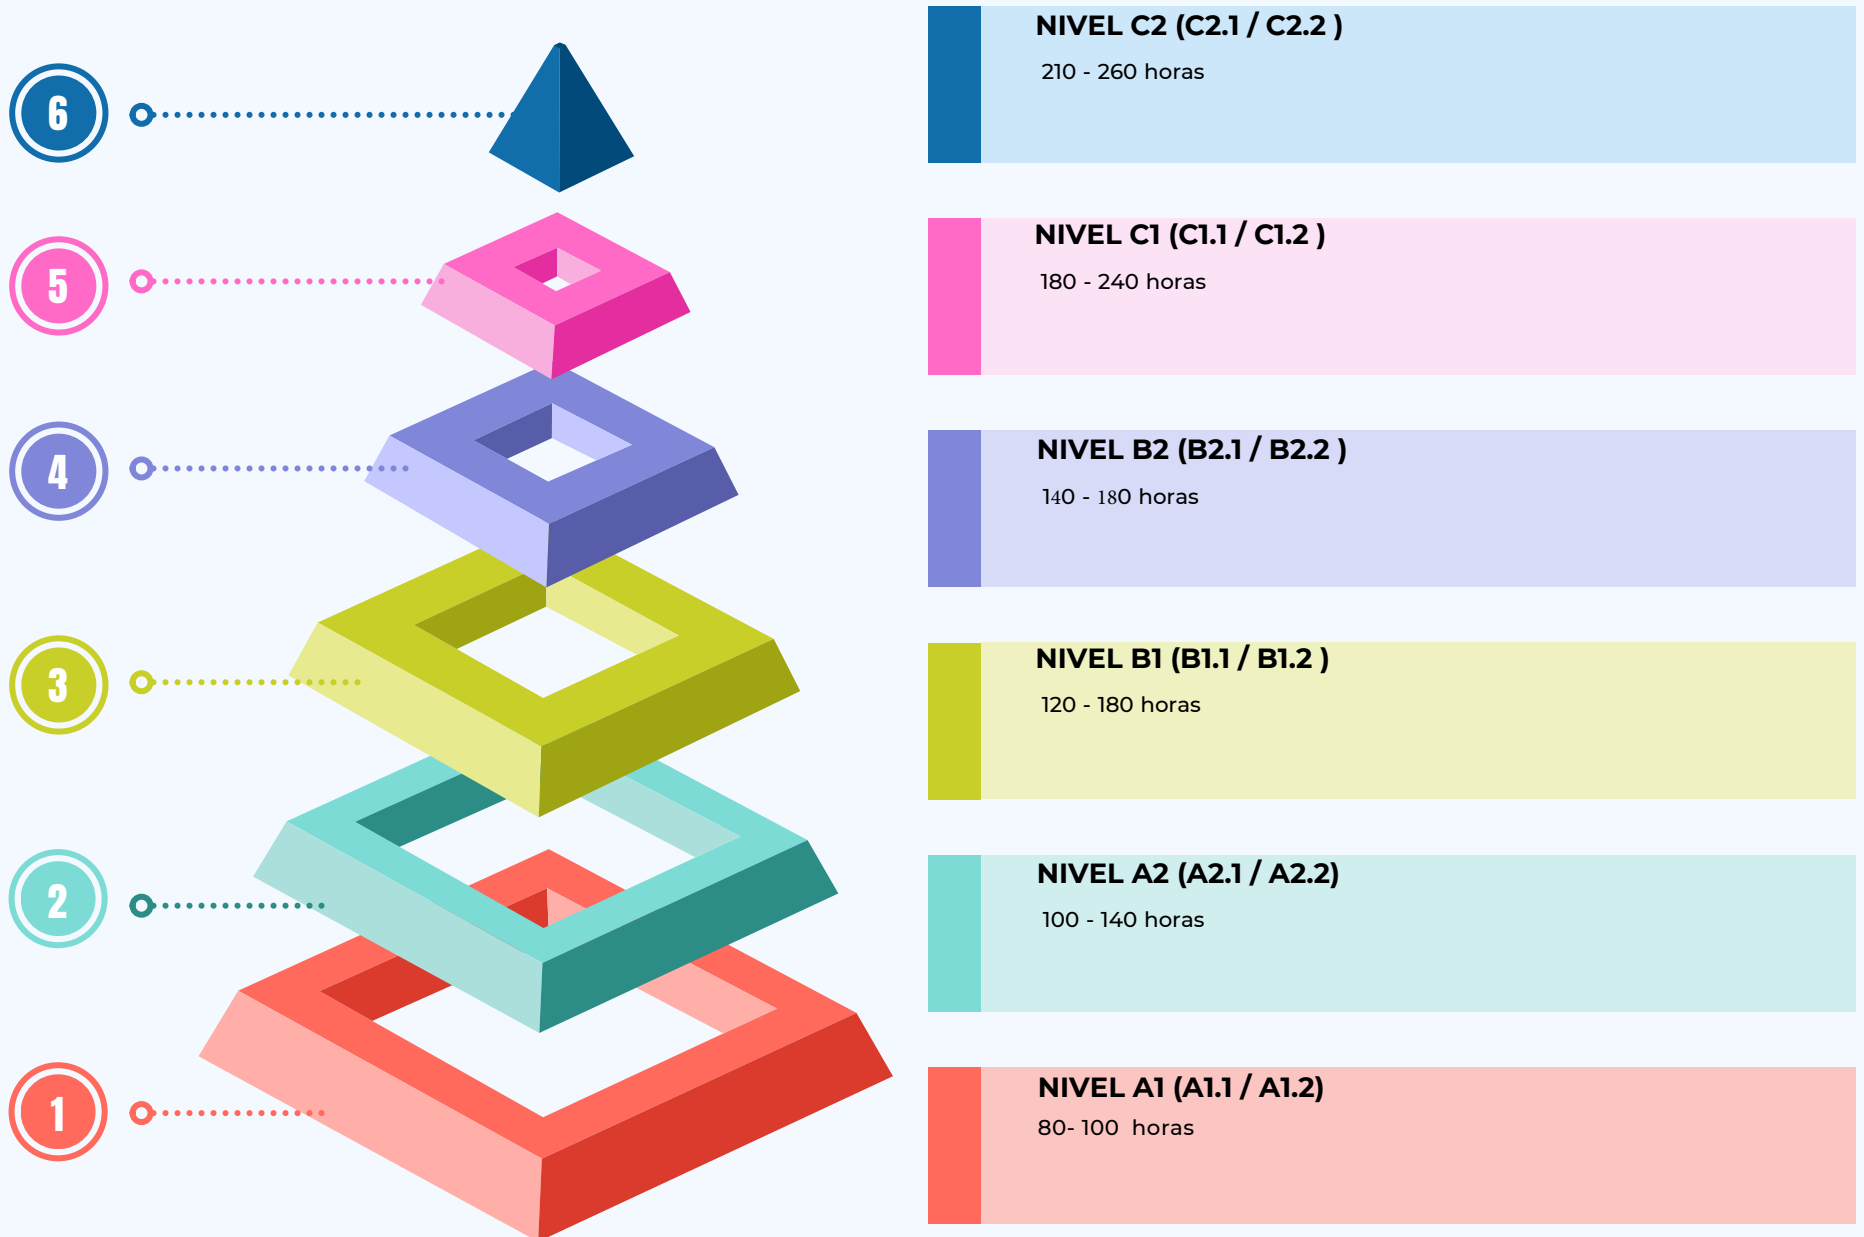 6
NIVEL C2 (C2.1 / C2.2 )
210 - 260 horas
5
NIVEL C1 (C1.1 / C1.2 )
180 - 240 horas
4
NIVEL B2 (B2.1 / B2.2 )
140 - 180 horas
3
NIVEL B1 (B1.1 / B1.2 )
120 - 180 horas
2
NIVEL A2 (A2.1 / A2.2)
100 - 140 horas
1
NIVEL A1 (A1.1 / A1.2)
80- 100  horas